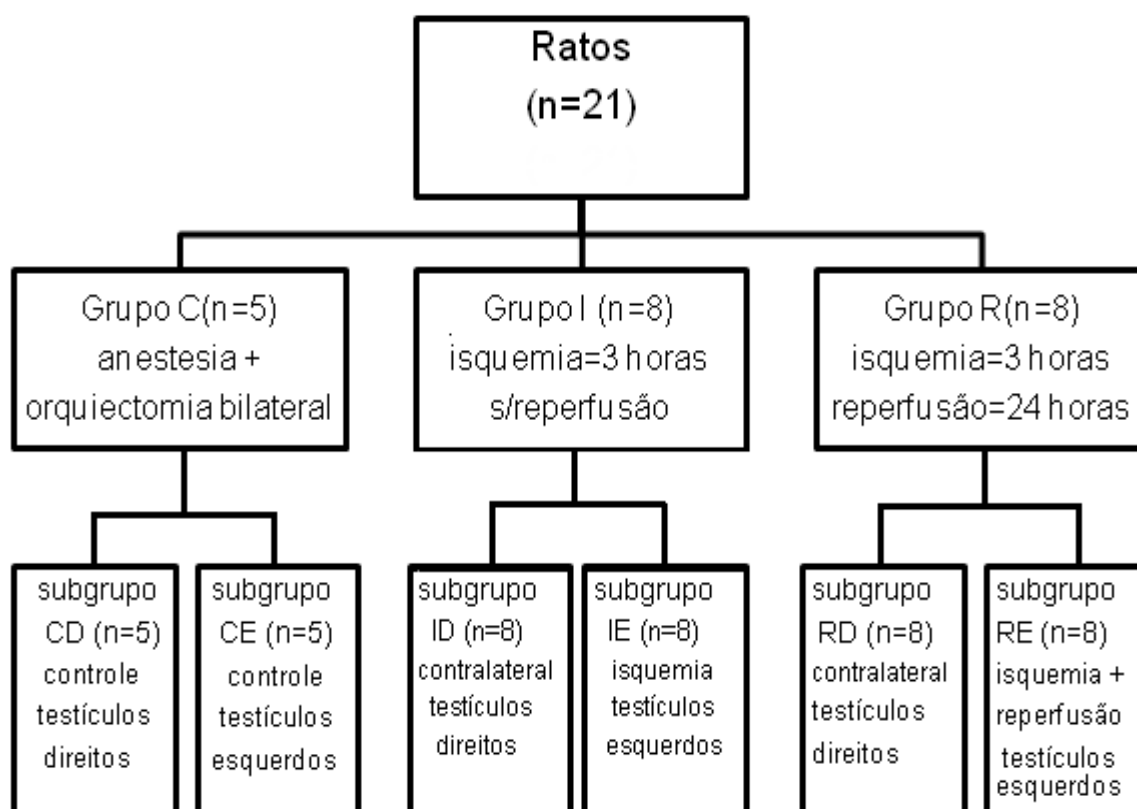 Ratos
(n=21)
Grupo C(n=5)
anestesia +
orquiectomia bilateral
Grupo I (n=8)
isquemia=3 horas
s/reperfusão
Grupo R(n=8)
isquemia=3 horas
reperfusão=24 horas
subgrupo
CD (n=5)
controle
testículos
direitos
subgrupo
CE (n=5)
controle
testículos
esquerdos
subgrupo
ID (n=8)
contralateral
testículos
direitos
subgrupo
IE (n=8)
isquemia
testículos
esquerdos
subgrupo
RD (n=8)
contralateral
testículos
direitos
subgrupo
RE (n=8)
isquemia +
reperfusão
testículos
esquerdos